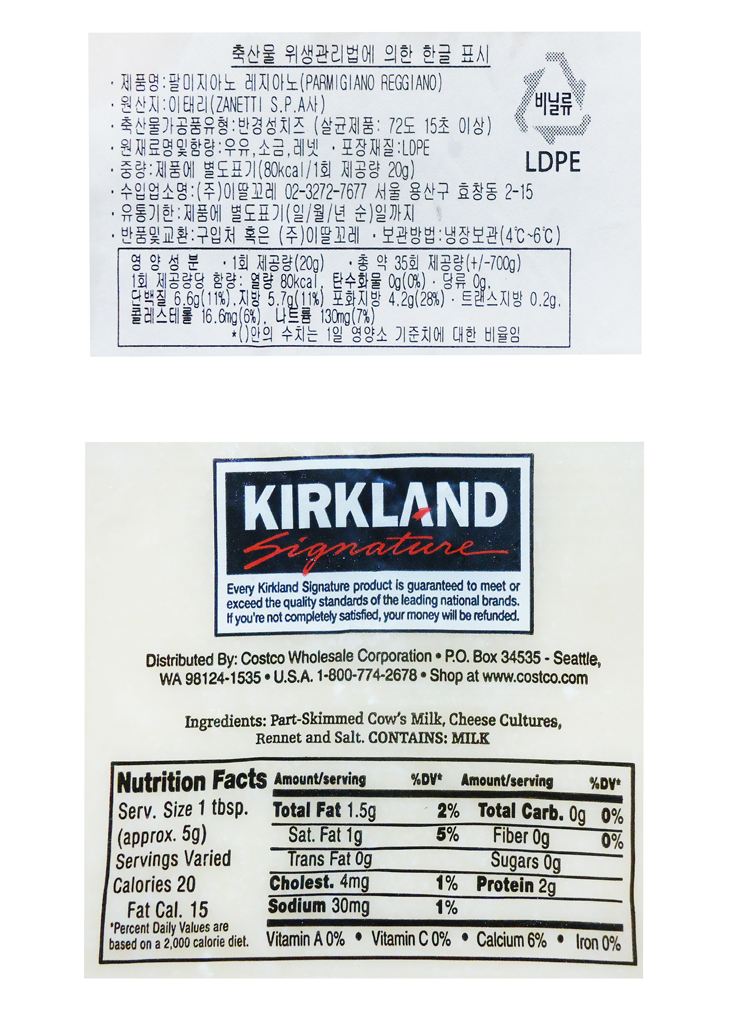 축산물 위생관리법에 의한 한글 표시
· 제품명:팔미지아노 레지아노(PARMIGIANO REGGIANO)
· 원산지:이태리(ZANETTI S.P.A사)
· 축산물가공품유형:반경성치즈 (살균제품: 72도 15초 이상)
· 원재료명및함량:우유,소금,레넷 · 포장재질:LDPE
· 중량:제품에 별도표기(80kcal/1회 제공량 20g)
· 수입업소명:(주)이딸꼬레 02-3272-7677 서울 용산구 효창동 2-15
· 유통기한:제품에 별도표기(일/월/년 순)일까지
· 반품및교환:구입처 혹은 (주)이딸꼬레 · 보관방법:냉장보관(4℃~6℃)
비닐류
LDPE
영 양 성 분 · 1회 제공량(20g) · 총 약 35회 제공량(+/-700g)
1회 제공량당 함량: 열량 80kcal, 탄수화물 0g(0%) · 당류 0g,
단백질 6.6g(11%),지방 5.7g(11%) 포화지방 4.2g(28%) · 트랜스지방 0.2g,
콜레스테롤 16.6mg(6%), 나트륨 130mg(7%)
*()안의 수치는 1일 영양소 기준치에 대한 비율임
KIRKLAND
Signature
Every Kirkland Signature product is guaranteed to meet or
exceed the quality standards of the leading national brands.
If you're not completely satisfied, your money will be refunded.
Distributed By: Costco Wholesale Corporation • P.O. Box 34535 - Seattle,
WA 98124-1535 • U.S.A. 1-800-774-2678 • Shop at www.costco.com
Ingredients: Part-Skimmed Cow's Milk, Cheese Cultures,
Rennet and Salt. CONTAINS: MILK
Nutrition Facts
Serv. Size 1 tbsp.
(approx. 5g)
Servings Varied
Calories 20
Fat Cal. 15
*Percent Daily Values are
based on a 2,000 calorie diet.
Amount/serving %DV* Amount/serving %DV*
Total Fat 1.5g 2% Total Carb. 0g 0%
Sat. Fat 1g 5% Fiber 0g 0%
Trans Fat 0g Sugars 0g
Cholest. 4mg 1% Protein 2g
Sodium 30mg 1%
Vitamin A 0% • Vitamin C 0% • Calcium 6% • Iron 0%